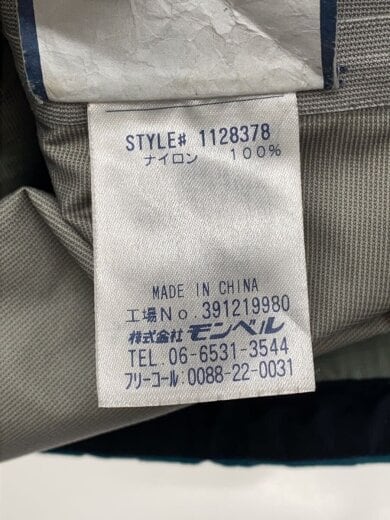 STYLE# 1128378
ナイロン 100%
MADE IN CHINA
工場No.391219980
株式会社 モンベル
TEL.06-6531-3544
フリーコール:0088-22-0031